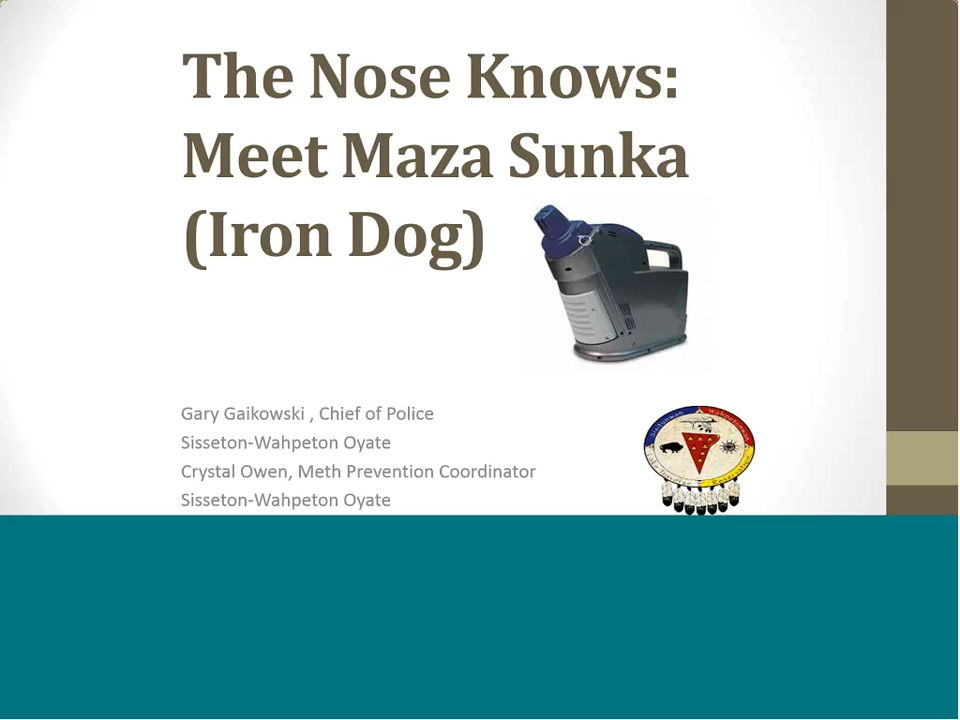 The Nose Knows:
Meet Maza Sunka
(Iron Dog)
Gary Gaikowski , Chief of Police
Sisseton-Wahpeton Oyate
Crystal Owen, Meth Prevention Coordinator
Sisseton-Wahpeton Oyate
Reservation